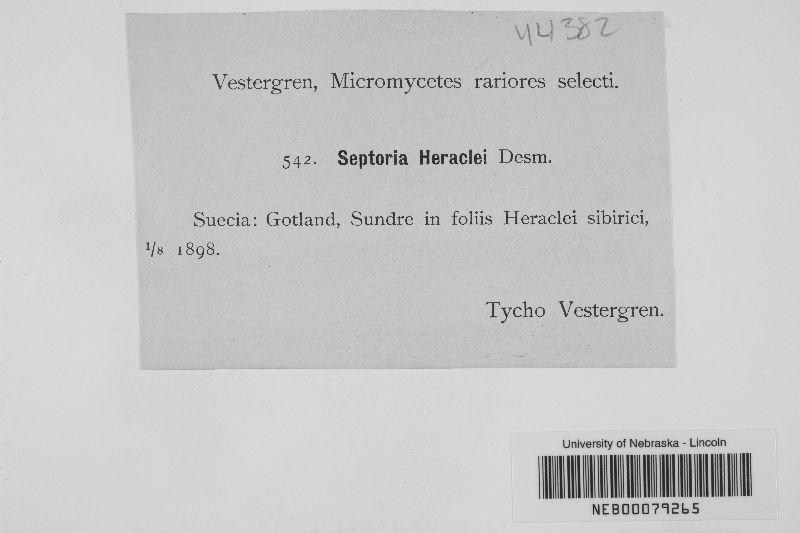 44382
Vestergren, Micromycetes rariores selecti.
542. Septoria Heraclei Desm.
Suecia: Gotland, Sundre in foliis Heraclei sibirici,
1/8 1898.
Tycho Vestergren.
University of Nebraska - Lincoln
NEB00079265